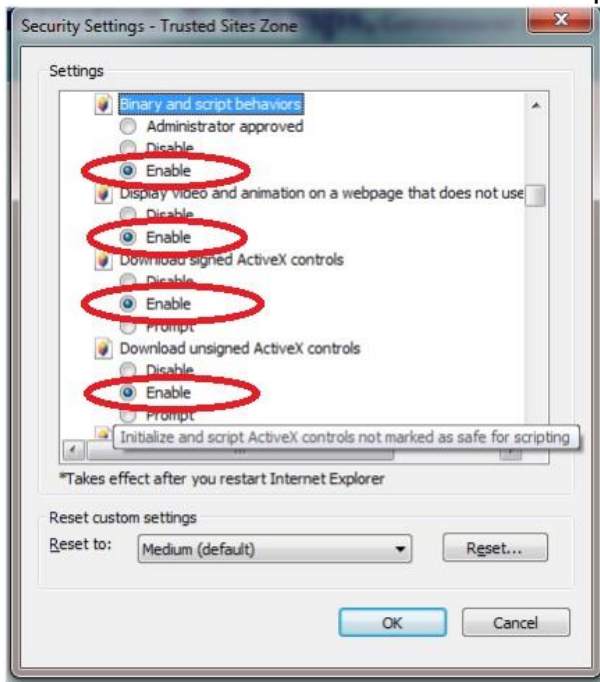 Security Settings - Trusted Sites Zone
Settings
Binary and script behaviors
Administrator approved
Disable
Enable
Display video and animation on a webpage that does not use
Disable
Enable
Download signed ActiveX controls
Disable
Enable
Prompt
Download unsigned ActiveX controls
Disable
Enable
Prompt
Initialize and script ActiveX controls not marked as safe for scripting
*Takes effect after you restart Internet Explorer
Reset custom settings
Reset to:
Medium (default)
Reset...
OK
Cancel